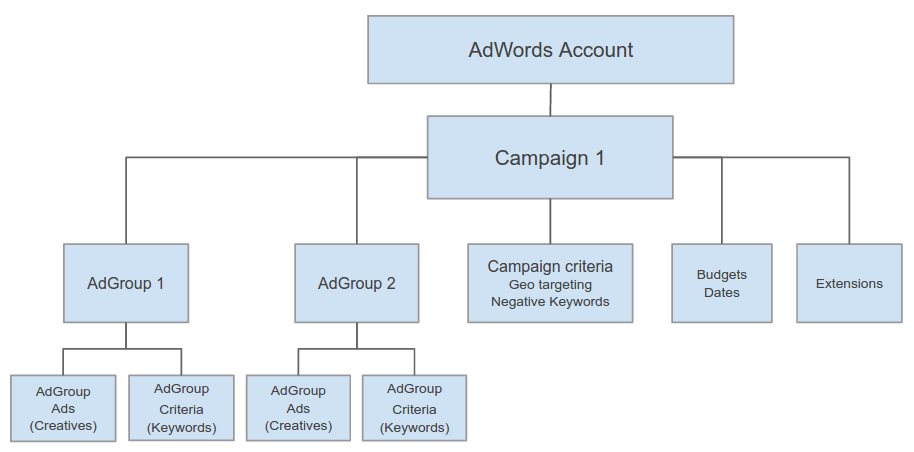 AdWords Account
Campaign 1
AdGroup 1
AdGroup 2
Campaign criteria
Geo targeting
Negative Keywords
Budgets
Dates
Extensions
AdGroup
Ads
(Creatives)
AdGroup
Criteria
(Keywords)
AdGroup
Ads
(Creatives)
AdGroup
Criteria
(Keywords)